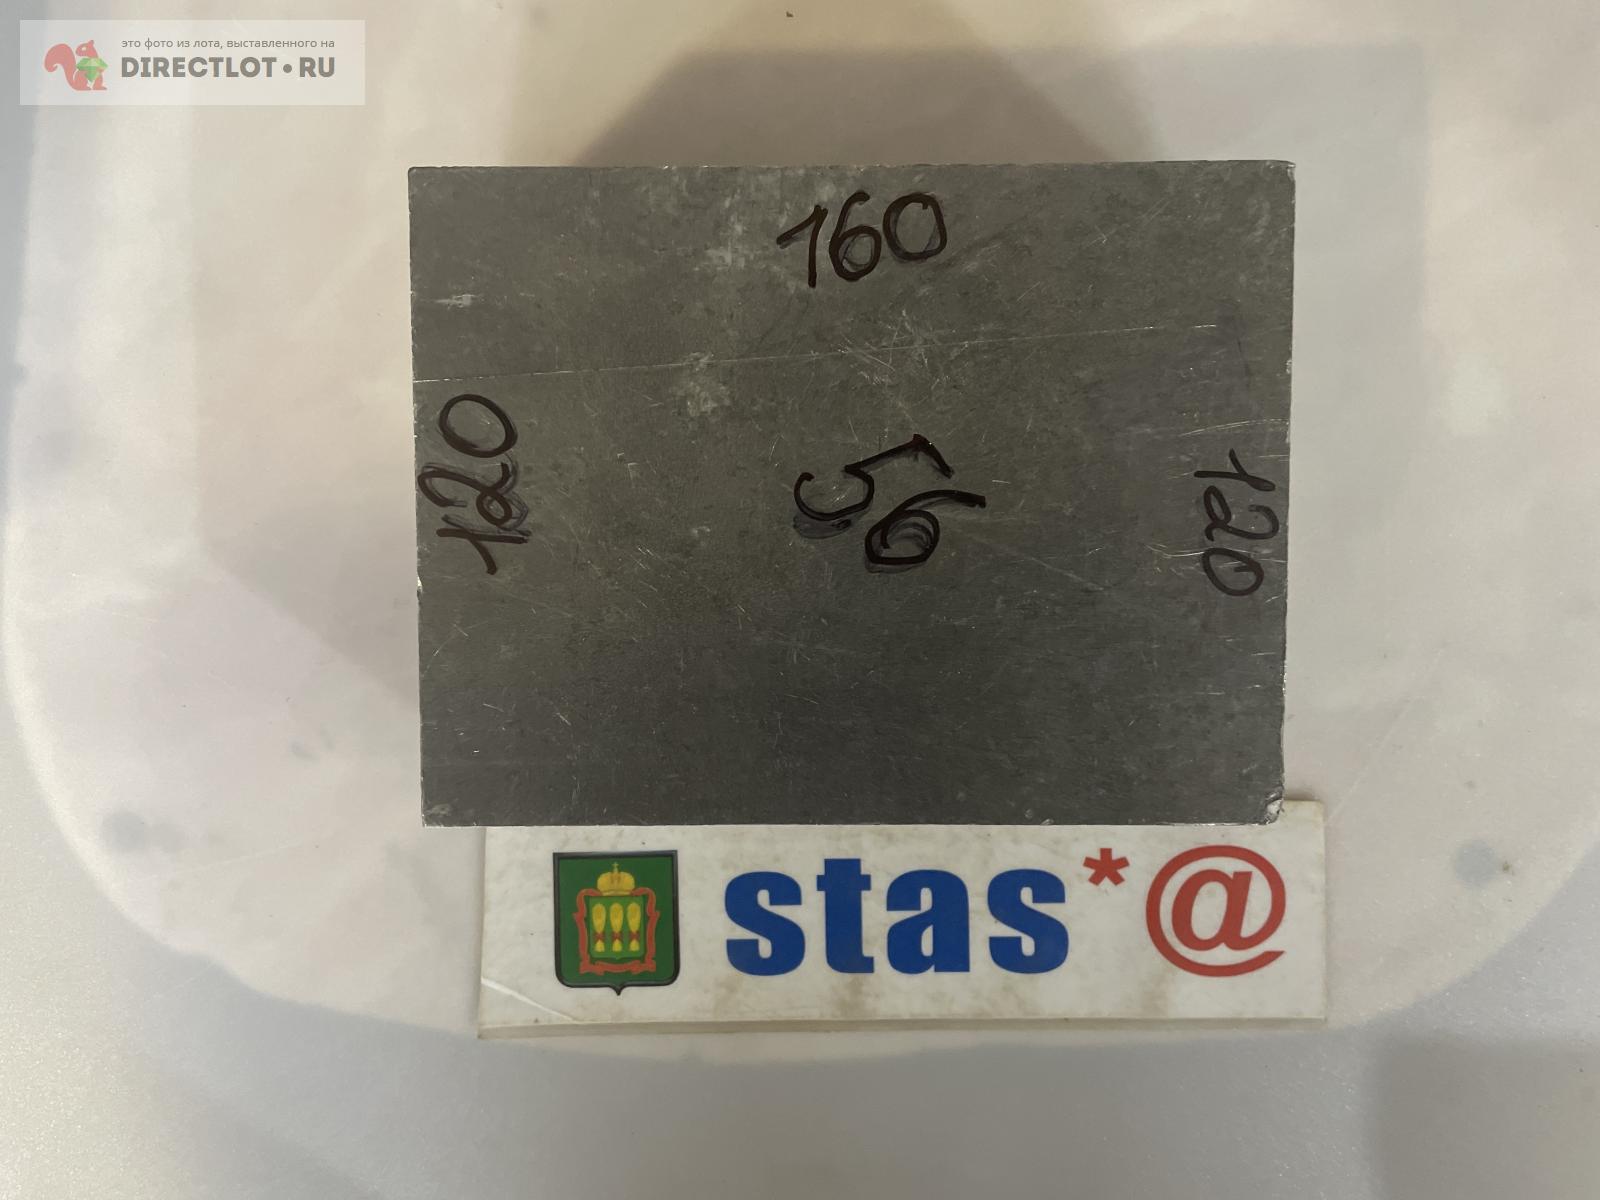 это фото из лота, выставленного на
DIRECTLOT•RU
160
120
56
120
stas*@